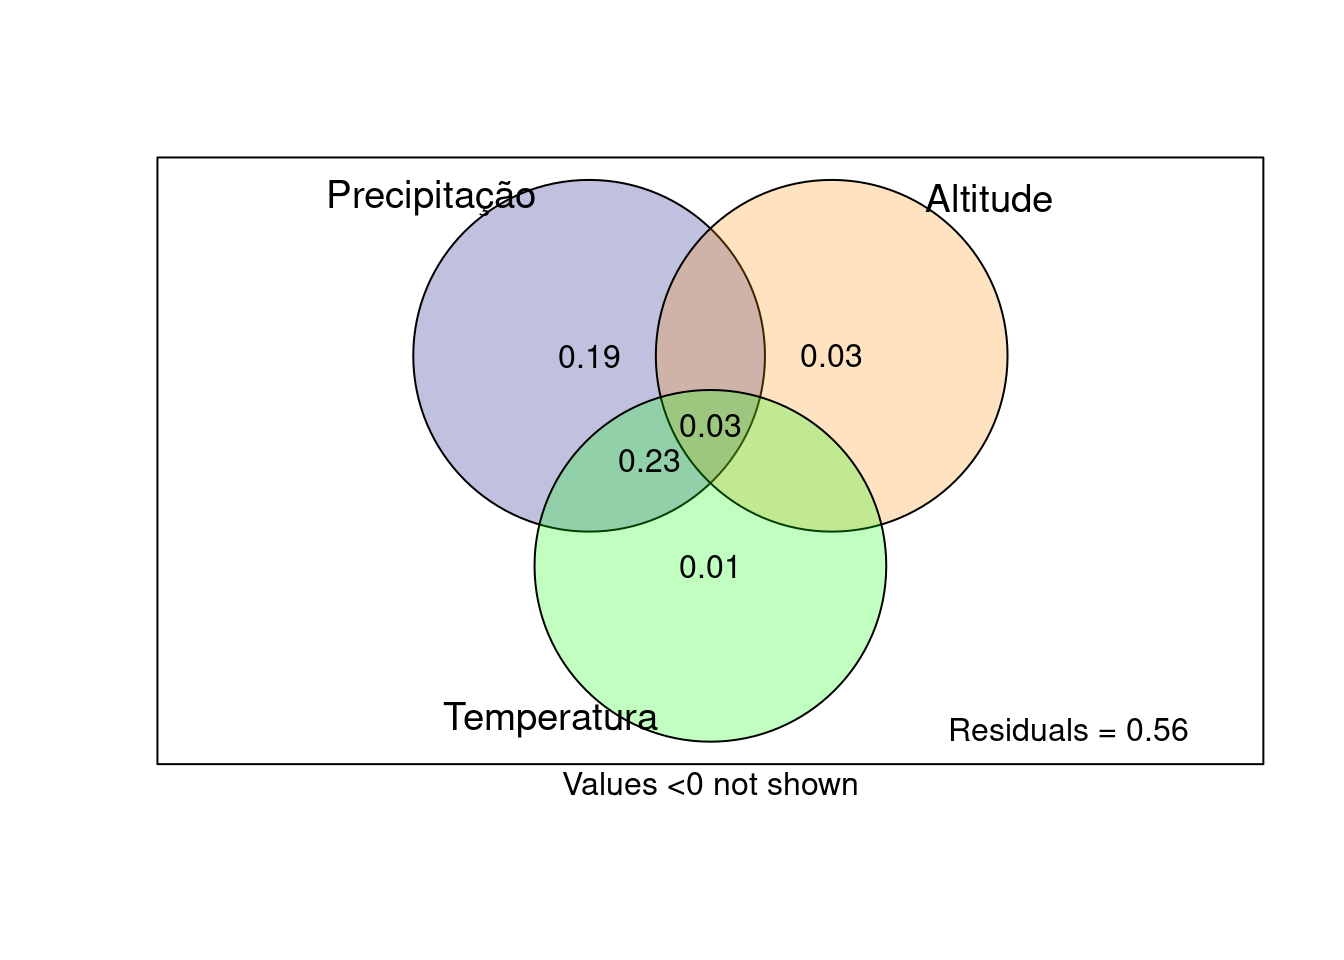 Precipitação
Altitude
0.19
0.03
0.03
0.23
0.01
Temperatura
Residuals = 0.56
Values <0 not shown